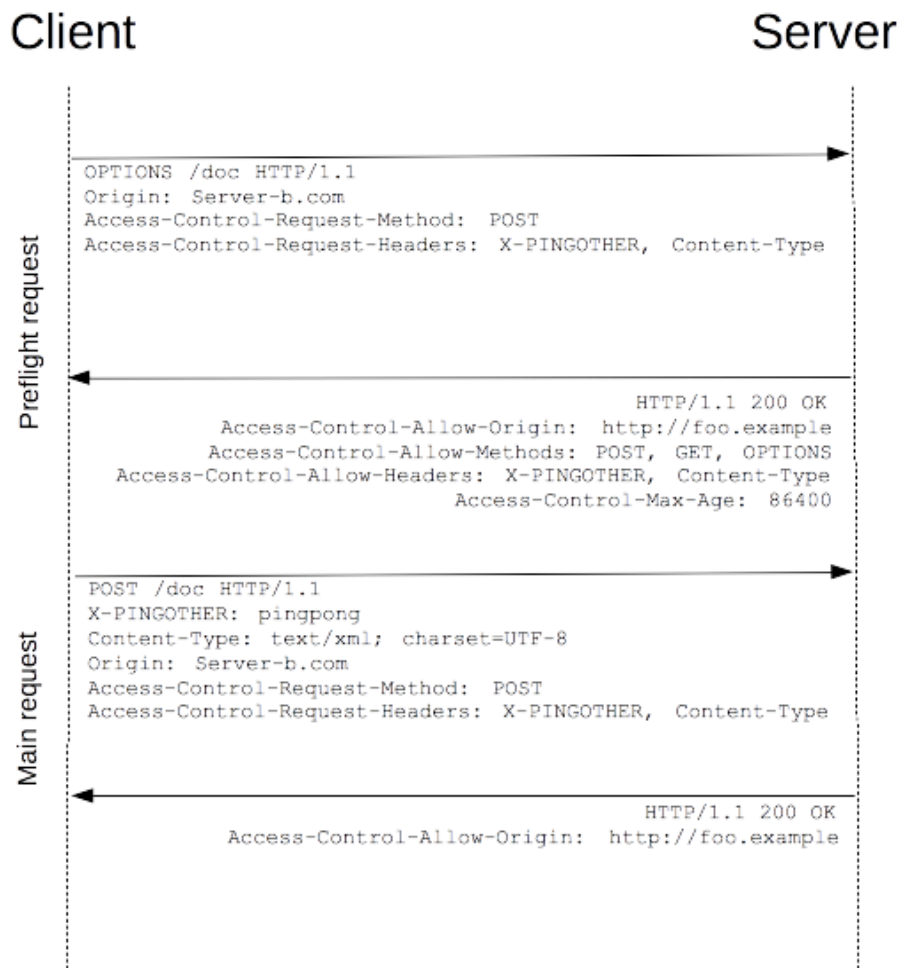 Client
Server
Preflight request
OPTIONS /doc HTTP/1.1
Origin: Server-b.com
Access-Control-Request-Method: POST
Access-Control-Request-Headers: X-PINGOTHER, Content-Type
HTTP/1.1 200 OK
Access-Control-Allow-Origin: http://foo.example
Access-Control-Allow-Methods: POST, GET, OPTIONS
Access-Control-Allow-Headers: X-PINGOTHER, Content-Type
Access-Control-Max-Age: 86400
Main request
POST /doc HTTP/1.1
X-PINGOTHER: pingpong
Content-Type: text/xml; charset=UTF-8
Origin: Server-b.com
Access-Control-Request-Method: POST
Access-Control-Request-Headers: X-PINGOTHER, Content-Type
HTTP/1.1 200 OK
Access-Control-Allow-Origin: http://foo.example